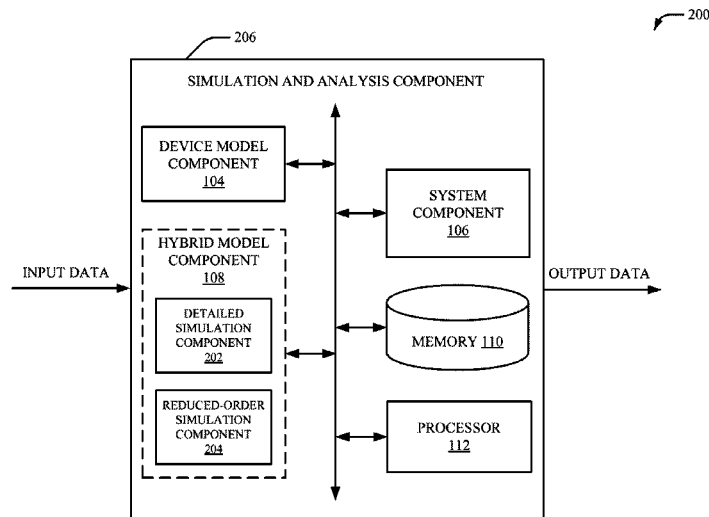 200
206
SIMULATION AND ANALYSIS COMPONENT
DEVICE MODEL
COMPONENT
104
SYSTEM
COMPONENT
106
HYBRID MODEL
COMPONENT
108
INPUT DATA
OUTPUT DATA
DETAILED
SIMULATION
COMPONENT
202
MEMORY 110
REDUCED-ORDER
SIMULATION
COMPONENT
204
PROCESSOR
112